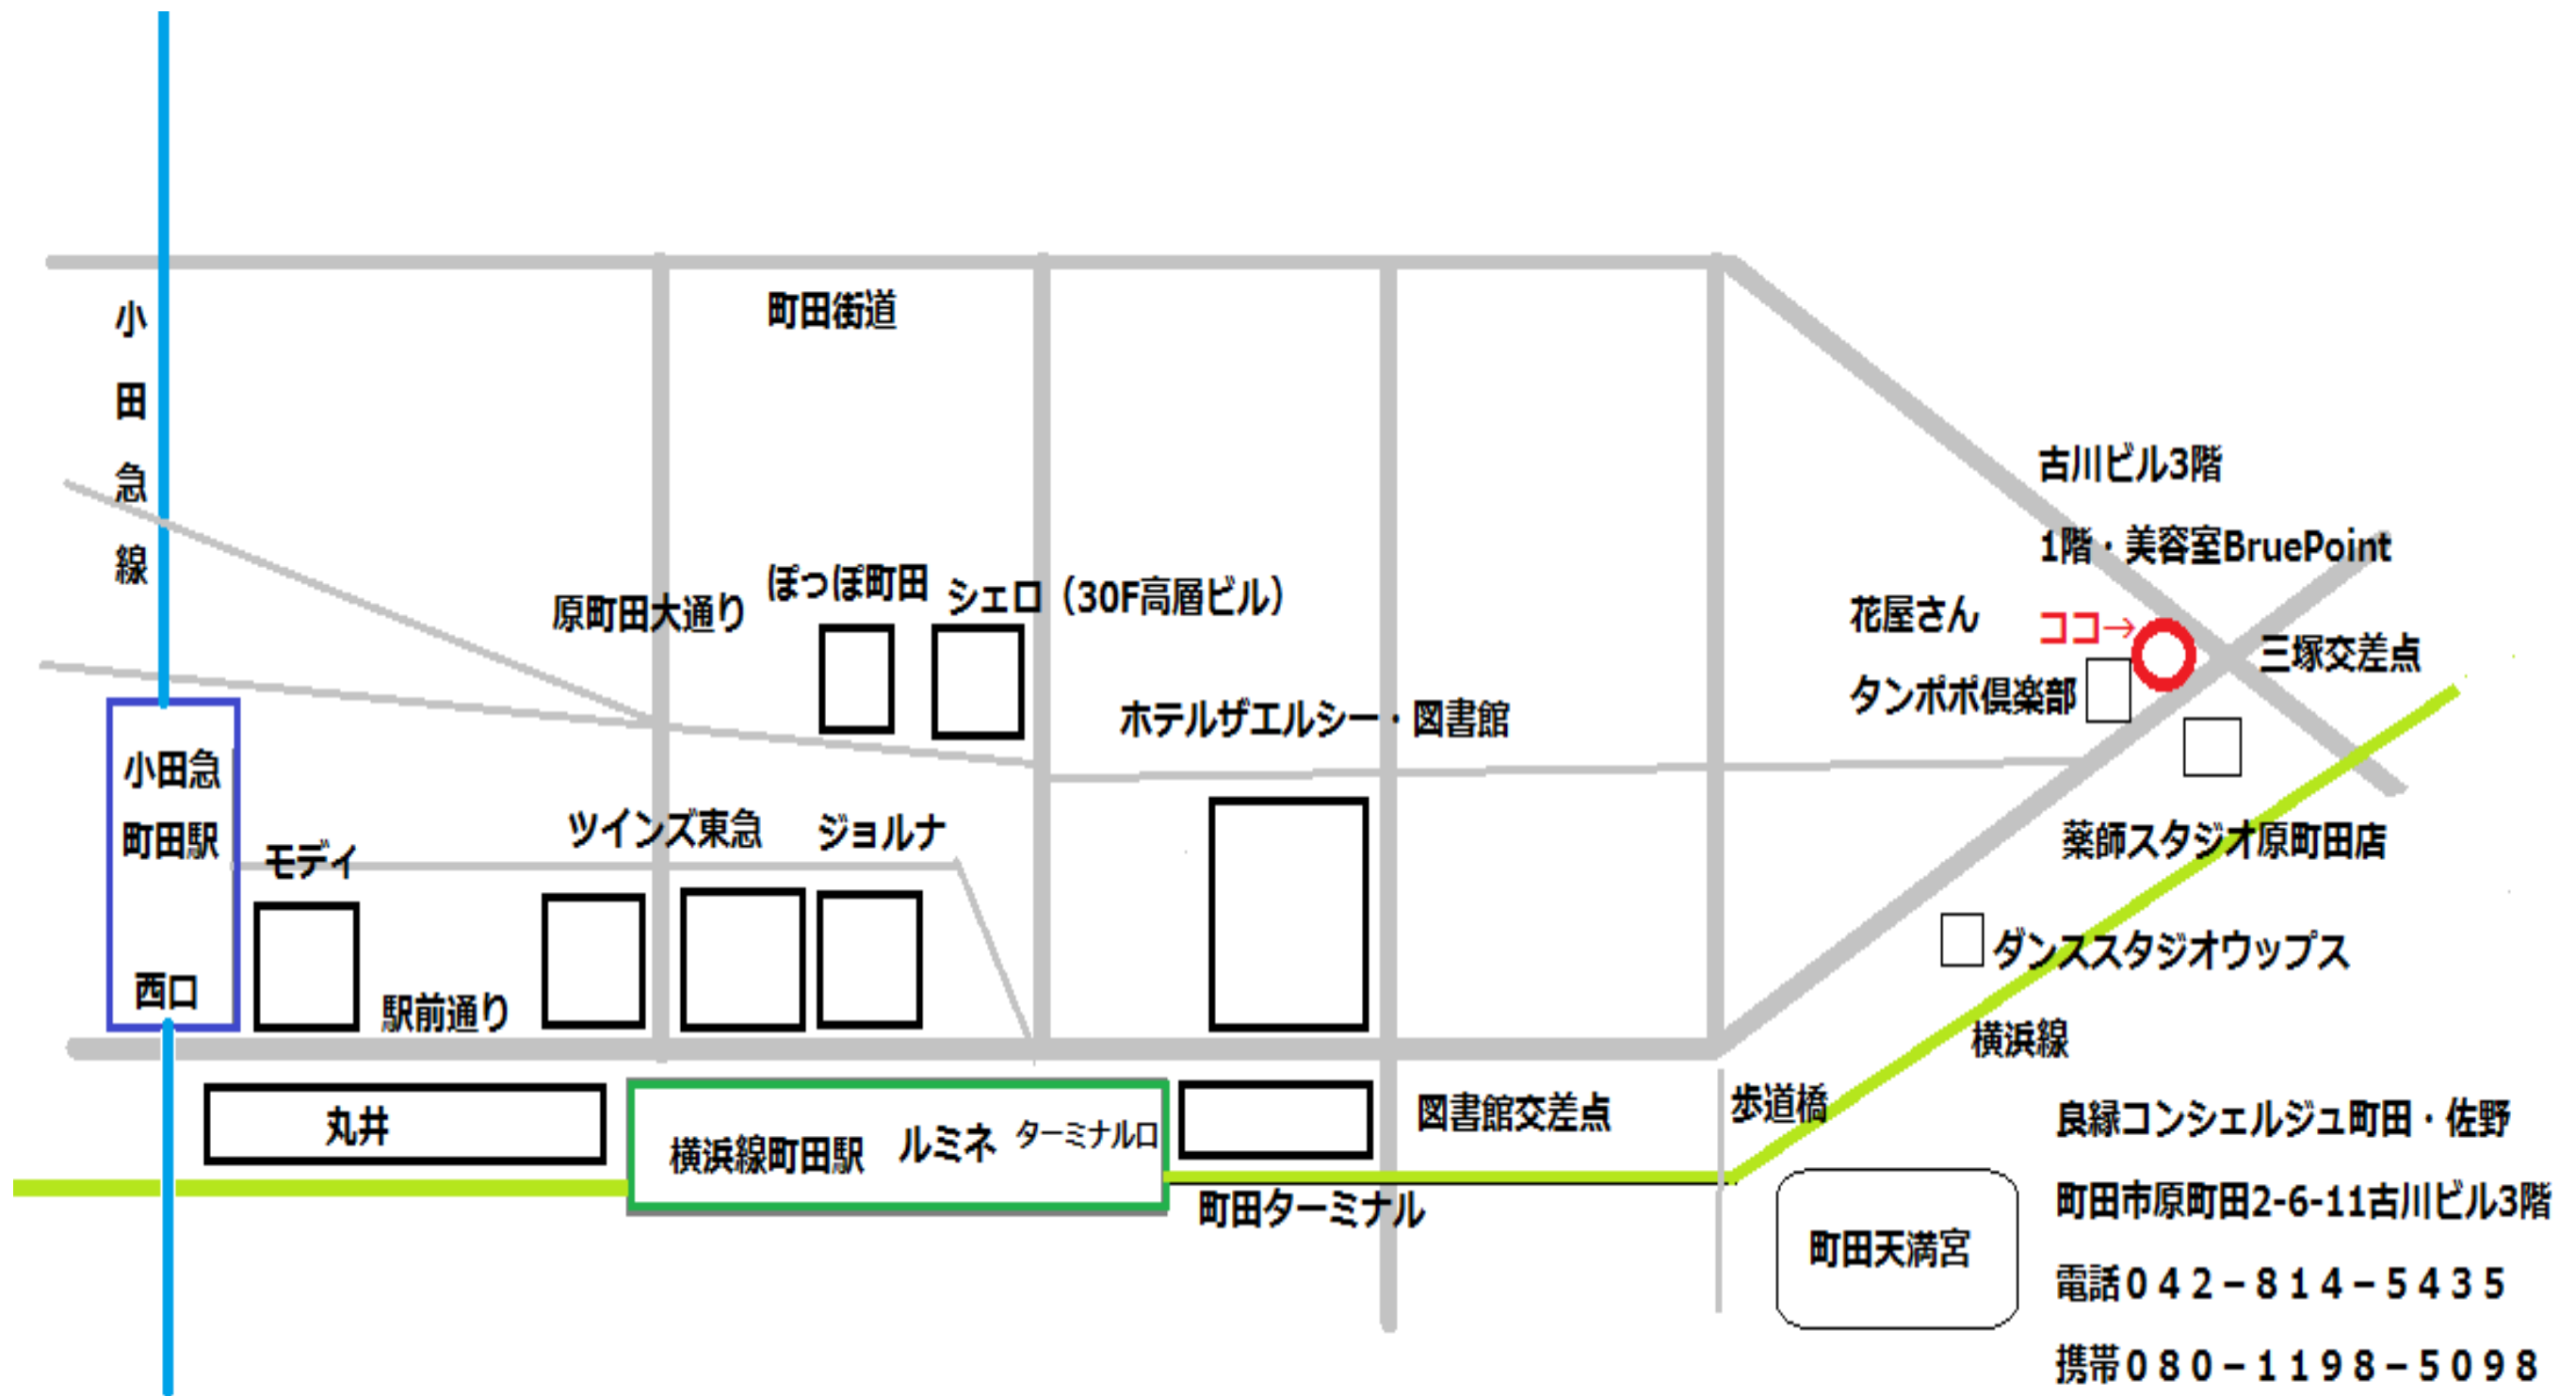 小田急線
町田街道
古川ビル3階
1階・美容室BruePoint
原町田大通り
ぽっぽ町田
シェロ（30F高層ビル）
花屋さん
ココ→
三塚交差点
タンポポ倶楽部
ホテルザエルシー・図書館
小田急
町田駅
西口
モディ
ツインズ東急
ジョルナ
薬師スタジオ原町田店
ダンススタジオウップス
駅前通り
横浜線
丸井
横浜線町田駅
ルミネ
ターミナル口
図書館交差点
歩道橋
町田ターミナル
町田天満宮
良縁コンシェルジュ町田・佐野
町田市原町田2-6-11古川ビル3階
電話０４２－８１４－５４３５
携帯０８０－１１９８－５０９８